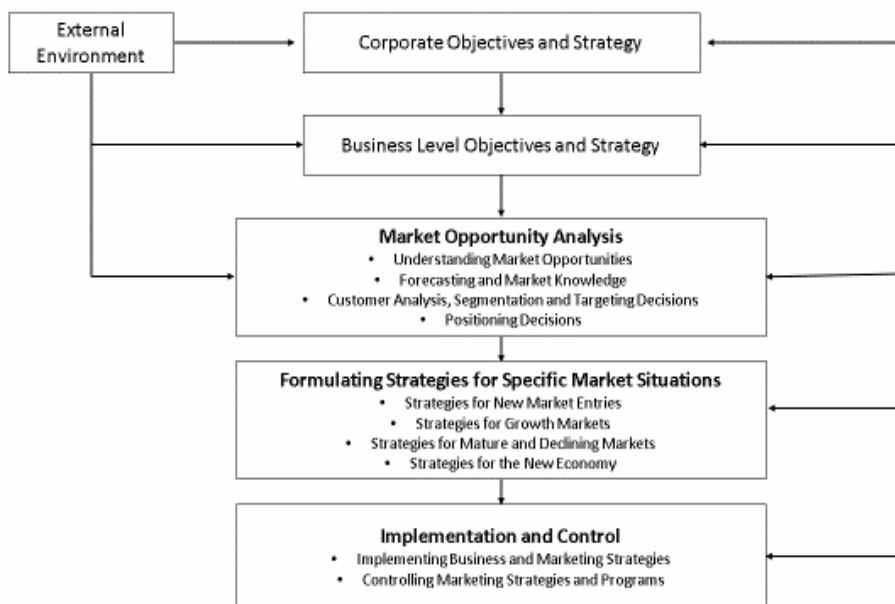 External
Environment
Corporate Objectives and Strategy
Business Level Objectives and Strategy
Market Opportunity Analysis
• Understanding Market Opportunities
• Forecasting and Market Knowledge
• Customer Analysis, Segmentation and Targeting Decisions
• Positioning Decisions
Formulating Strategies for Specific Market Situations
• Strategies for New Market Entries
• Strategies for Growth Markets
• Strategies for Mature and Declining Markets
• Strategies for the New Economy
Implementation and Control
• Implementing Business and Marketing Strategies
• Controlling Marketing Strategies and Programs